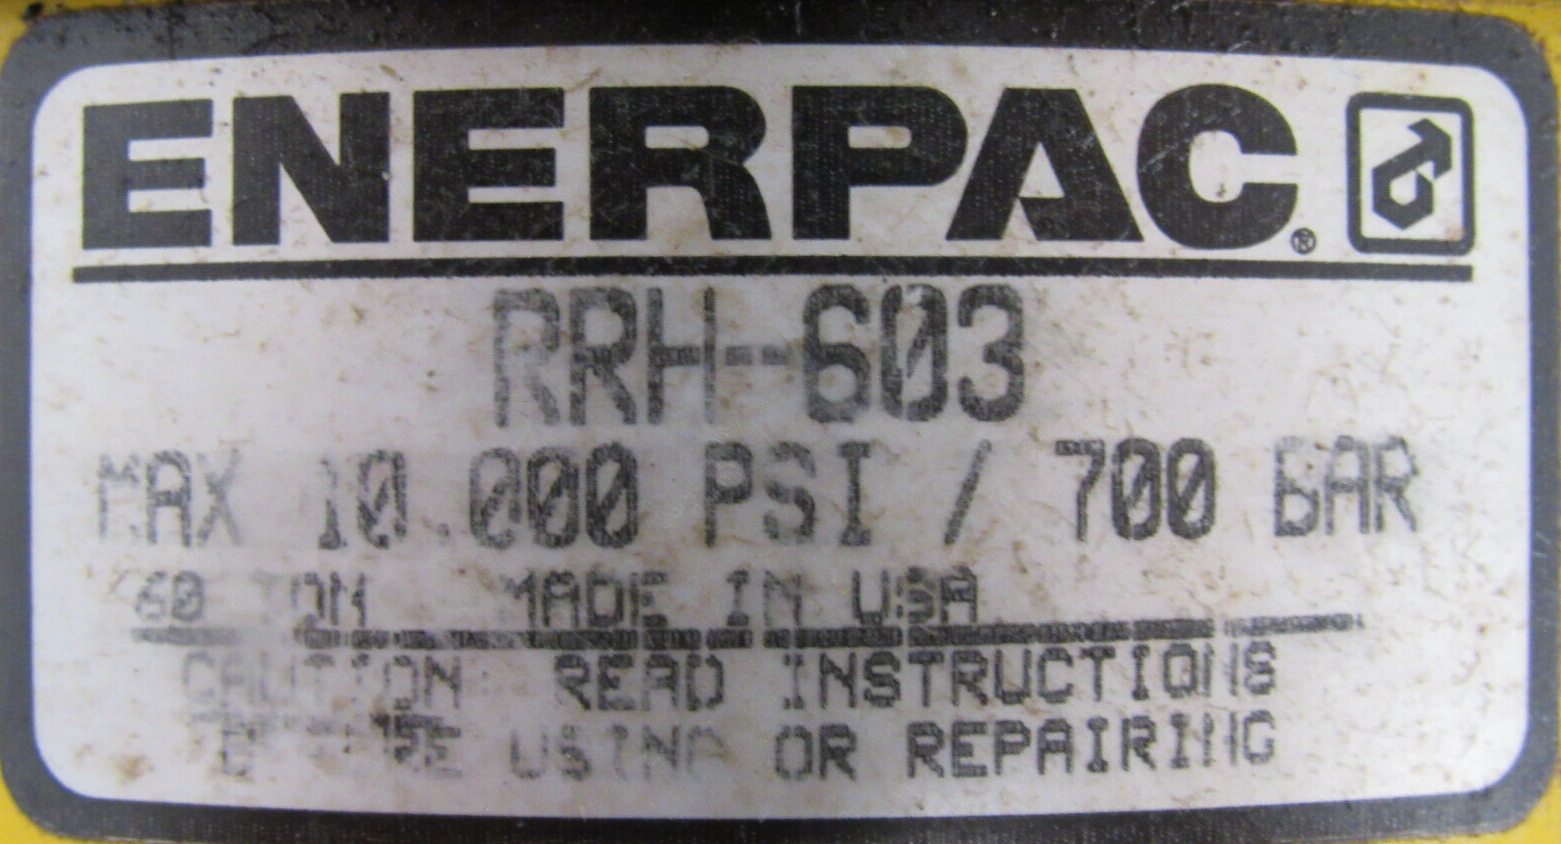 ENERPAC®
RRH-603
MAX 10.000 PSI / 700 BAR
60 TON MADE IN USA
CAUTION READ INSTRUCTIONS
BEFORE USING OR REPAIRING